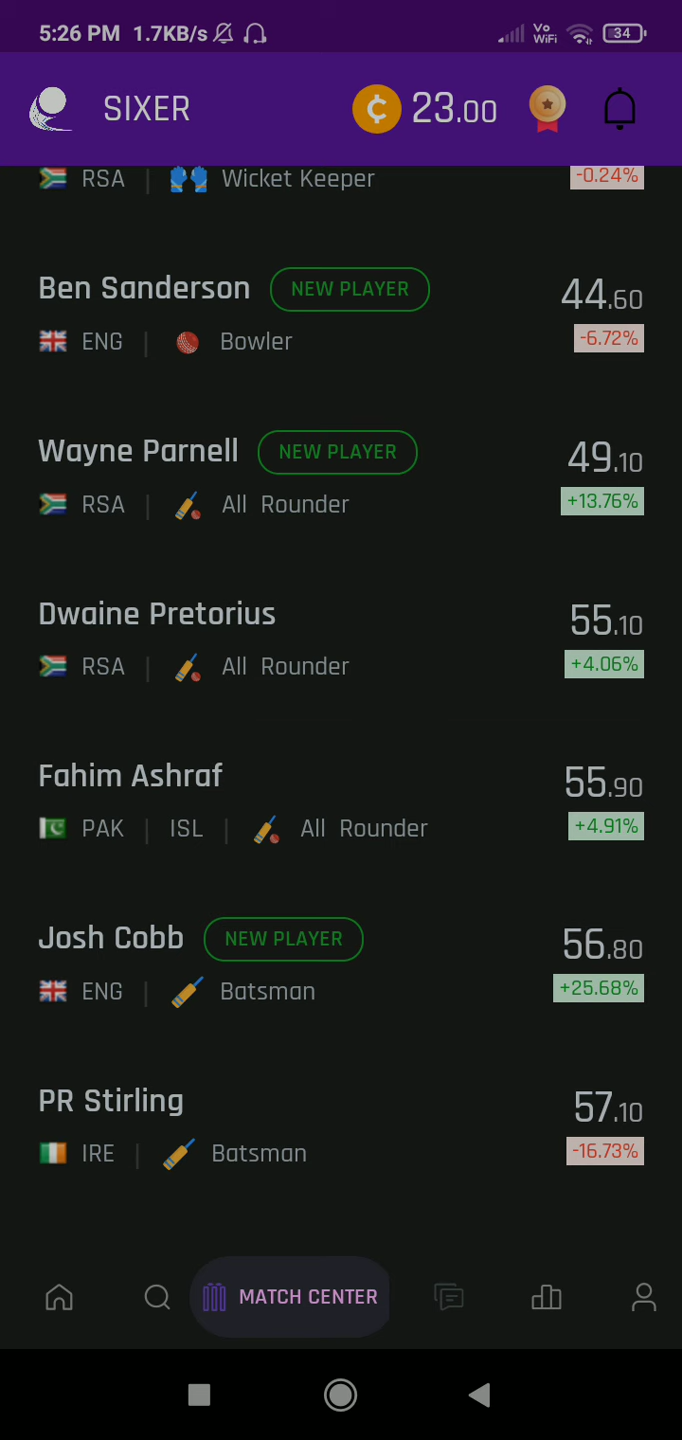 5:26 PM 1.7KB/s Vo WiFi 34
SIXER ¢ 23.00
RSA | Wicket Keeper -0.24%
Ben Sanderson NEW PLAYER 44.60
ENG | Bowler -6.72%
Wayne Parnell NEW PLAYER 49.10
RSA | All Rounder +13.76%
Dwaine Pretorius 55.10
RSA | All Rounder +4.06%
Fahim Ashraf 55.90
PAK | ISL | All Rounder +4.91%
Josh Cobb NEW PLAYER 56.80
ENG | Batsman +25.68%
PR Stirling 57.10
IRE | Batsman -16.73%
MATCH CENTER